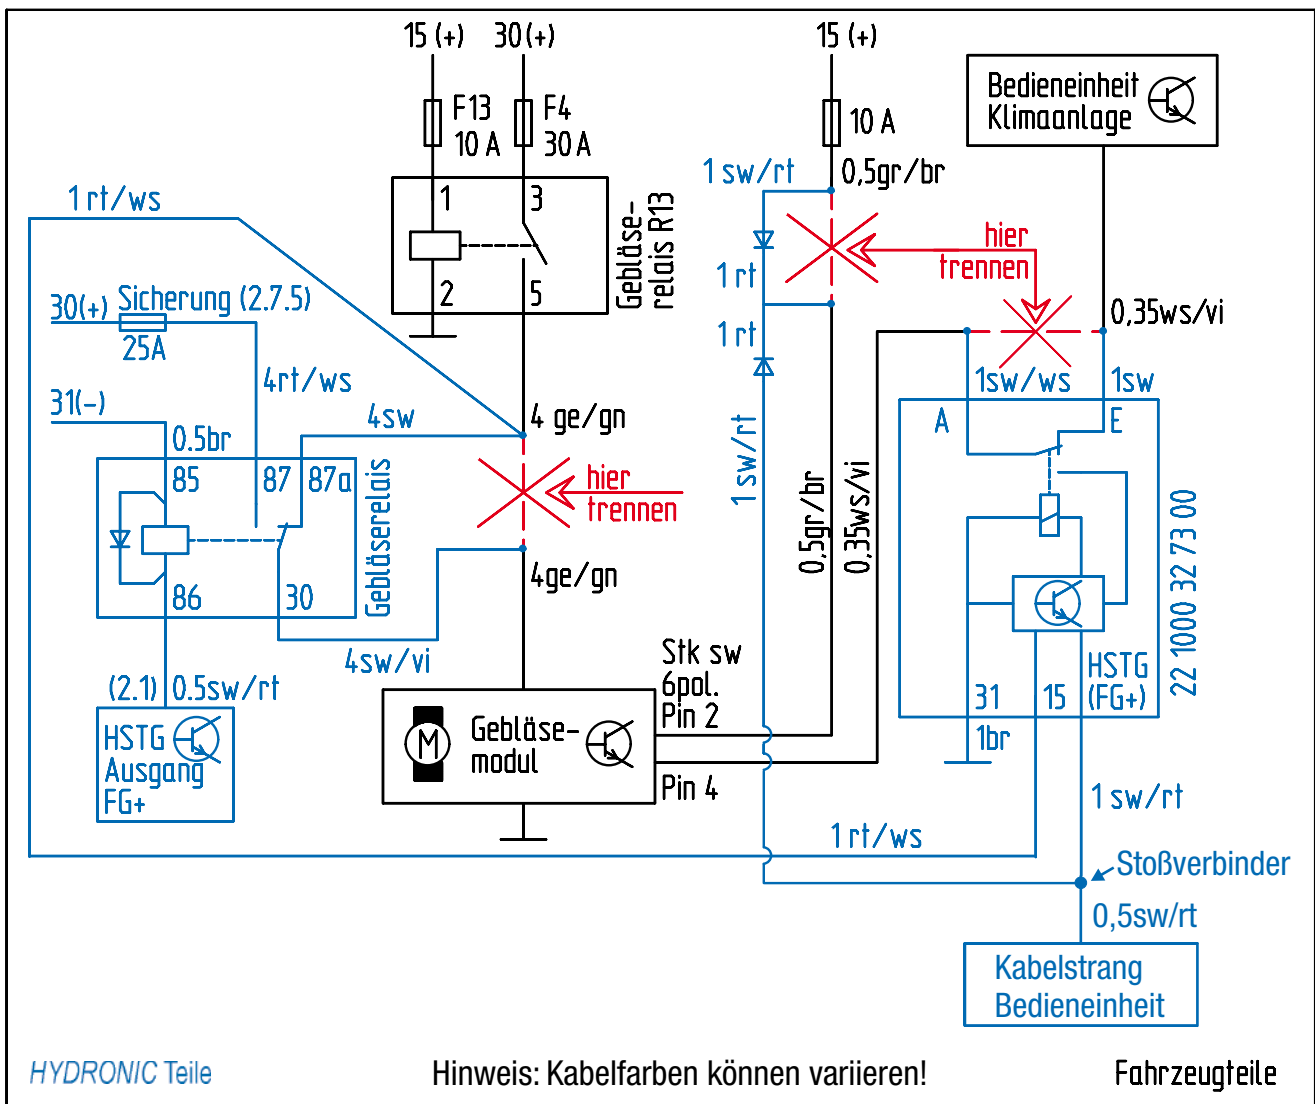 15 (+)
30 (+)
15 (+)
F13
10 A
F4
30 A
10 A
Bedieneinheit
Klimaanlage
1 sw/rt
0,5gr/br
1 rt/ws
1
3
2
5
Gebläse-
relais R13
hier
trennen
1 rt
1 rt
0,35ws/vi
30(+)
Sicherung (2.7.5)
25A
4rt/ws
31(-)
0.5br
4sw
4 ge/gn
1sw/ws
1sw
A
E
85
87
87a
86
30
Gebläserelais
hier
trennen
4ge/gn
1 sw/rt
0,5gr/br
0,35ws/vi
22 1000 32 73 00
4sw/vi
(2.1)
0.5sw/rt
HSTG
Ausgang
FG+
M
Gebläse-
modul
Stk sw
6pol.
Pin 2
Pin 4
31
15
HSTG
(FG+)
1br
1 sw/rt
1 rt/ws
Stoßverbinder
0,5sw/rt
Kabelstrang
Bedieneinheit
HYDRONIC Teile
Hinweis: Kabelfarben können variieren!
Fahrzeugteile